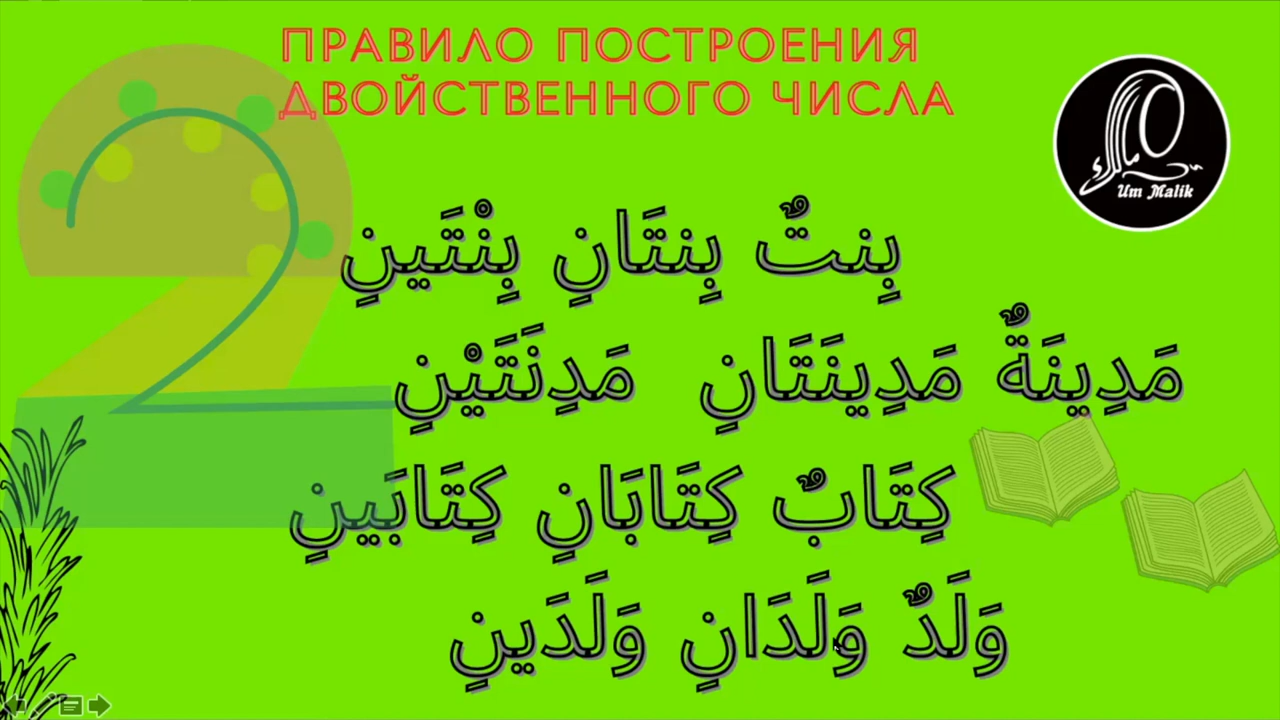 ПРАВИЛО ПОСТРОЕНИЯ
ДВОЙСТВЕННОГО ЧИСЛА
Um Malik
بِنتٌ بِنتَانِ بِنْتَينِ
مَدِينَةٌ مَدِينَتَانِ مَدِنَتَيْنِ
كِتَابٌ كِتَابَانِ كِتَابَينِ
وَلَدٌ وَلَدَانِ وَلَدَينِ